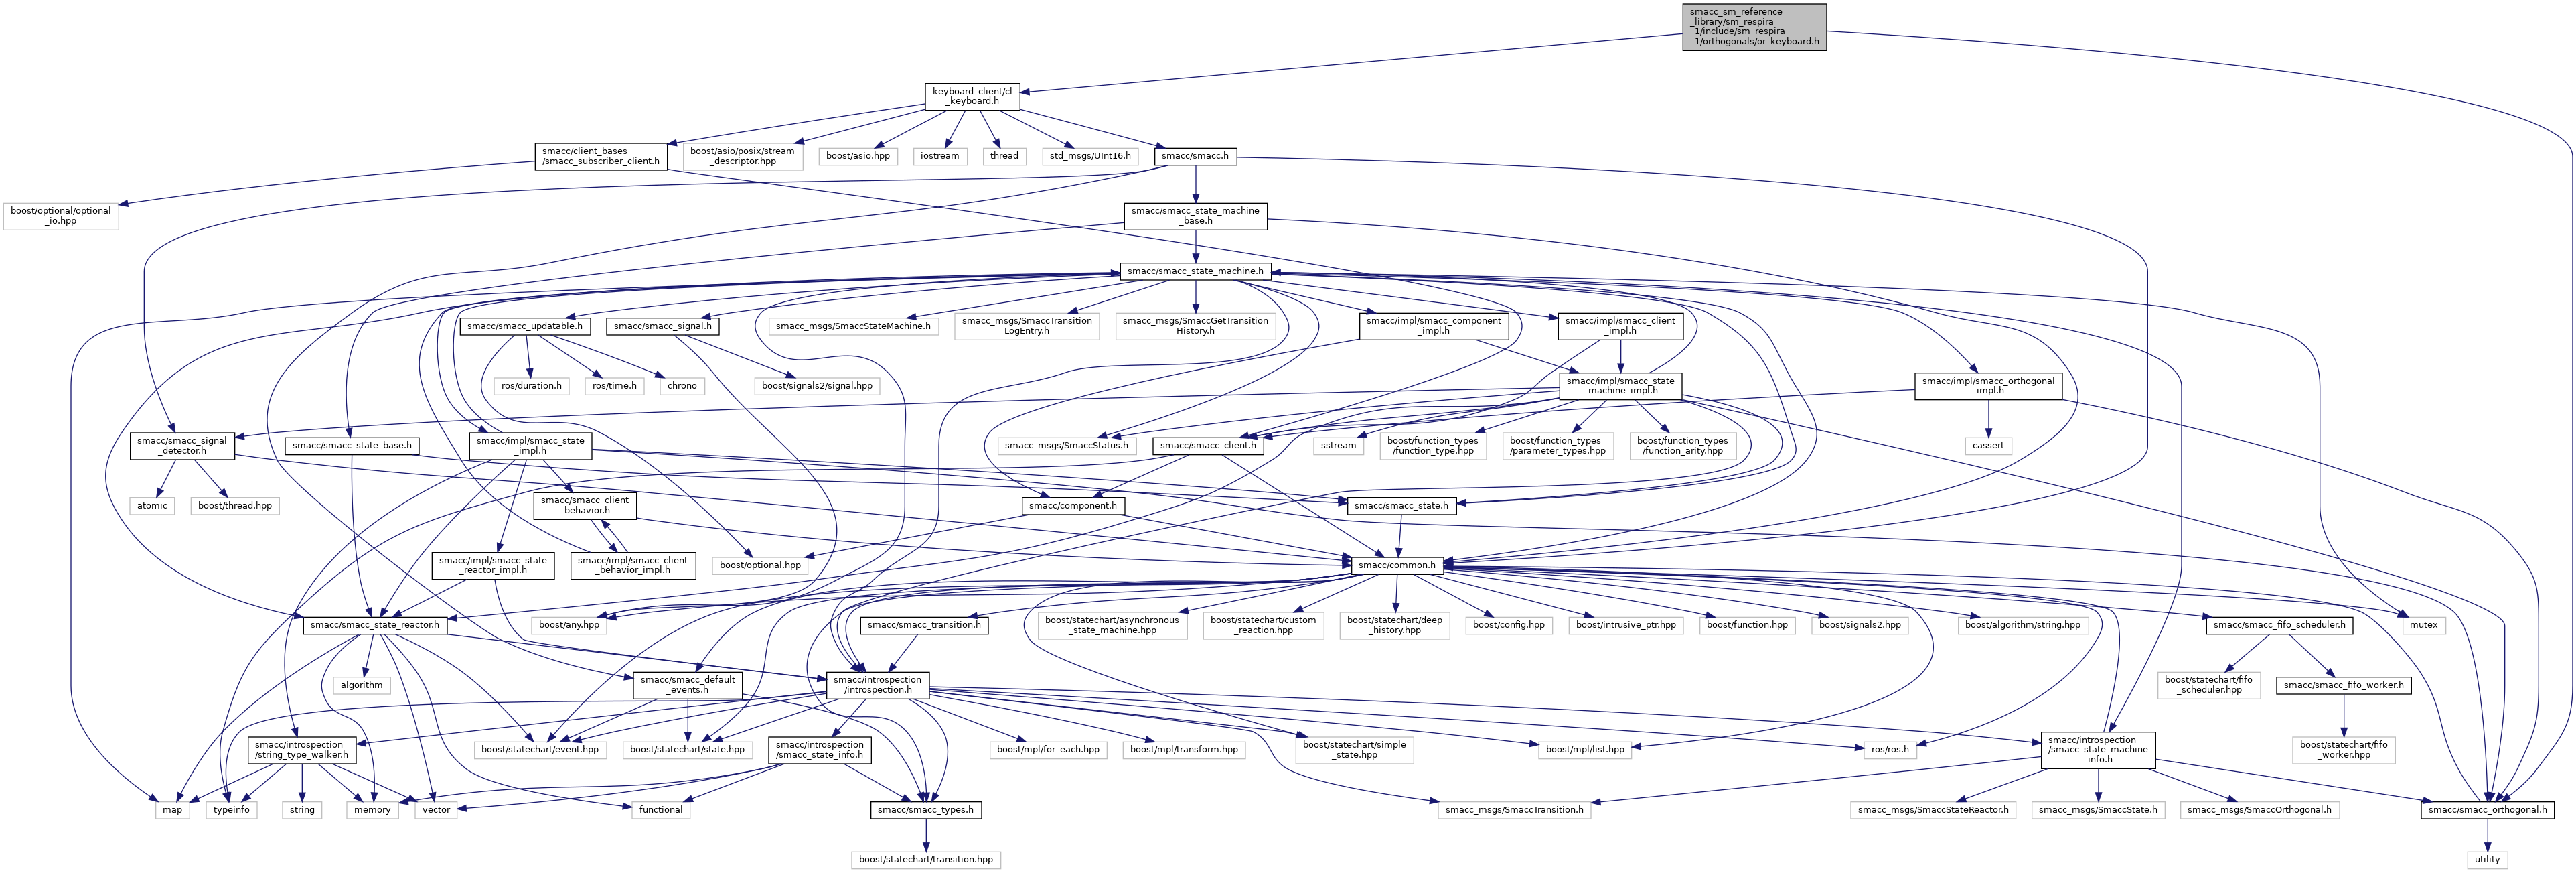 smacc_sm_reference
_library/sm_respira
_1/include/sm_respira
_1/orthogonals/or_keyboard.h
keyboard_client/cl
_keyboard.h
smacc/client_bases
/smacc_subscriber_client.h
boost/asio/posix/stream
_descriptor.hpp
boost/asio.hpp
iostream
thread
std_msgs/UInt16.h
smacc/smacc.h
boost/optional/optional
_io.hpp
smacc/smacc_state_machine
_base.h
smacc/smacc_state_machine.h
smacc/smacc_updatable.h
smacc/smacc_signal.h
smacc_msgs/SmaccStateMachine.h
smacc_msgs/SmaccTransition
LogEntry.h
smacc_msgs/SmaccGetTransition
History.h
smacc/impl/smacc_component
_impl.h
smacc/impl/smacc_client
_impl.h
ros/duration.h
ros/time.h
chrono
boost/signals2/signal.hpp
smacc/impl/smacc_state
_machine_impl.h
smacc/impl/smacc_orthogonal
_impl.h
smacc/smacc_signal
_detector.h
smacc/smacc_state_base.h
smacc/impl/smacc_state
_impl.h
smacc_msgs/SmaccStatus.h
smacc/smacc_client.h
sstream
boost/function_types
/function_type.hpp
boost/function_types
/parameter_types.hpp
boost/function_types
/function_arity.hpp
cassert
atomic
boost/thread.hpp
smacc/smacc_client
_behavior.h
smacc/component.h
smacc/smacc_state.h
smacc/impl/smacc_state
_reactor_impl.h
smacc/impl/smacc_client
_behavior_impl.h
boost/optional.hpp
smacc/common.h
smacc/smacc_state_reactor.h
boost/any.hpp
smacc/smacc_transition.h
boost/statechart/asynchronous
_state_machine.hpp
boost/statechart/custom
_reaction.hpp
boost/statechart/deep
_history.hpp
boost/config.hpp
boost/intrusive_ptr.hpp
boost/function.hpp
boost/signals2.hpp
boost/algorithm/string.hpp
smacc/smacc_fifo_scheduler.h
mutex
algorithm
smacc/smacc_default
_events.h
smacc/introspection
/introspection.h
boost/statechart/fifo
_scheduler.hpp
smacc/smacc_fifo_worker.h
smacc/introspection
/string_type_walker.h
boost/statechart/event.hpp
boost/statechart/state.hpp
smacc/introspection
/smacc_state_info.h
boost/mpl/for_each.hpp
boost/mpl/transform.hpp
boost/statechart/simple
_state.hpp
boost/mpl/list.hpp
ros/ros.h
smacc/introspection
/smacc_state_machine
_info.h
boost/statechart/fifo
_worker.hpp
map
typeinfo
string
memory
vector
functional
smacc/smacc_types.h
smacc_msgs/SmaccTransition.h
smacc_msgs/SmaccStateReactor.h
smacc_msgs/SmaccState.h
smacc_msgs/SmaccOrthogonal.h
smacc/smacc_orthogonal.h
boost/statechart/transition.hpp
utility